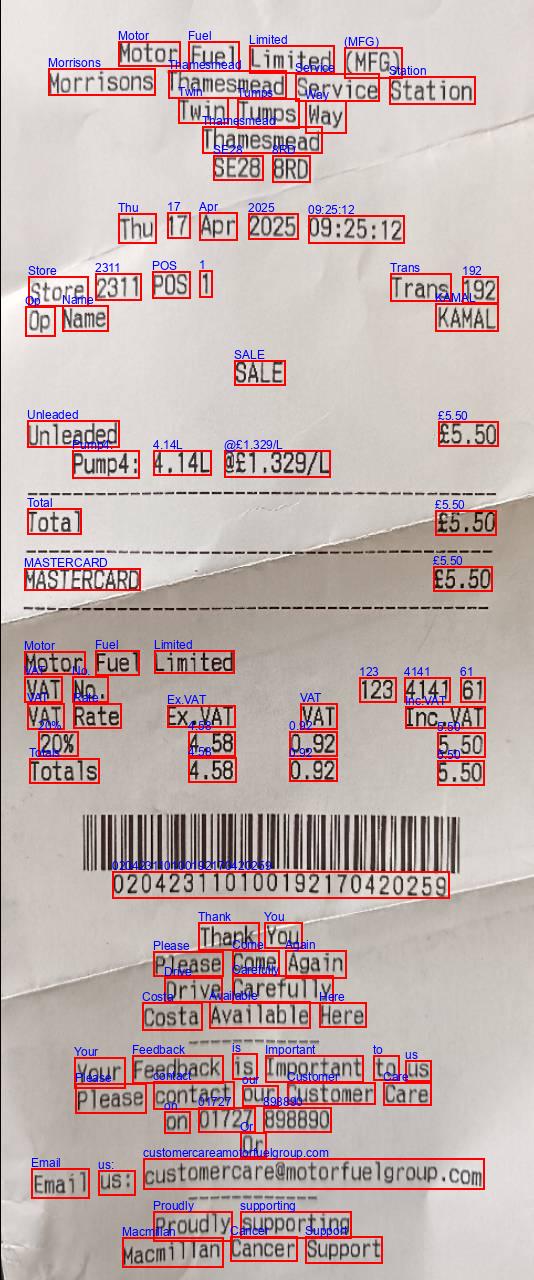 Motor Fuel Limited (MFG)
Morrisons Thamesmead Service Station
Twin Tumps Way
Thamesmead
SE28 8RD
Thu 17 Apr 2025 09:25:12
Store 2311 POS 1 Trans 192
Op Name KAMAL
SALE
Unleaded £5.50
Pump4: 4.14L @£1.329/L
Total £5.50
MASTERCARD £5.50
Motor Fuel Limited
VAT No. 123 4141 61
VAT Rate Ex.VAT VAT Inc.VAT
20% 4.58 0.92 5.50
Totals 4.58 0.92 5.50
020423110100192170420259
Thank You
Please Come Again
Drive Carefully
Costa Available Here
Your Feedback is Important to us
Please contact our Customer Care
on 01727 898890
Or
Email us: customercare@motorfuelgroup.com
Proudly supporting
Macmillan Cancer Support